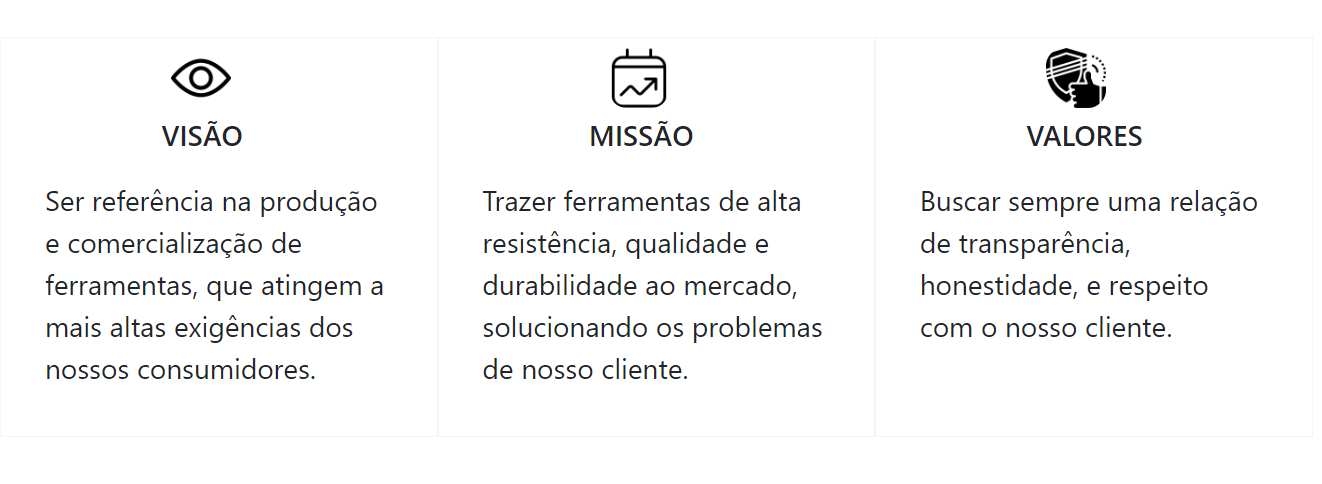 VISÃO
Ser referência na produção
e comercialização de
ferramentas, que atingem a
mais altas exigências dos
nossos consumidores.
MISSÃO
Trazer ferramentas de alta
resistência, qualidade e
durabilidade ao mercado,
solucionando os problemas
de nosso cliente.
VALORES
Buscar sempre uma relação
de transparência,
honestidade, e respeito
com o nosso cliente.